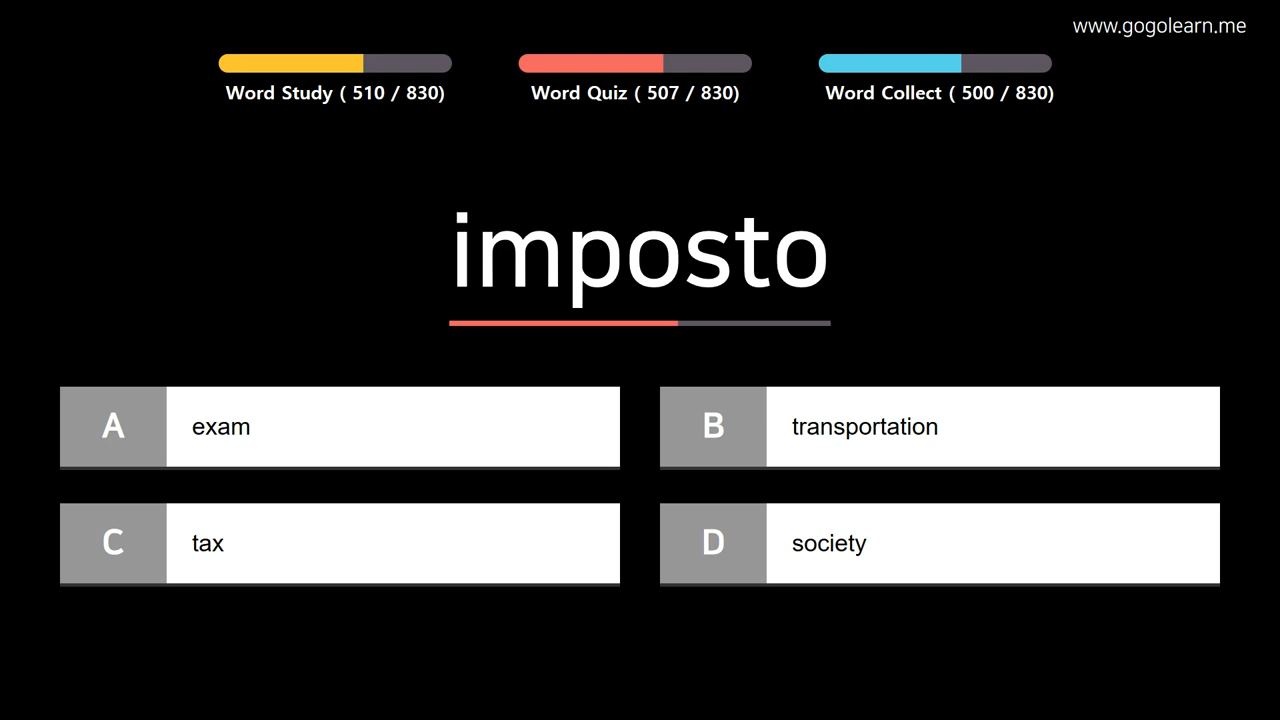 www.gogolearn.me
Word Study ( 510 / 830)
Word Quiz ( 507 / 830)
Word Collect ( 500 / 830)
imposto
A exam
B transportation
C tax
D society